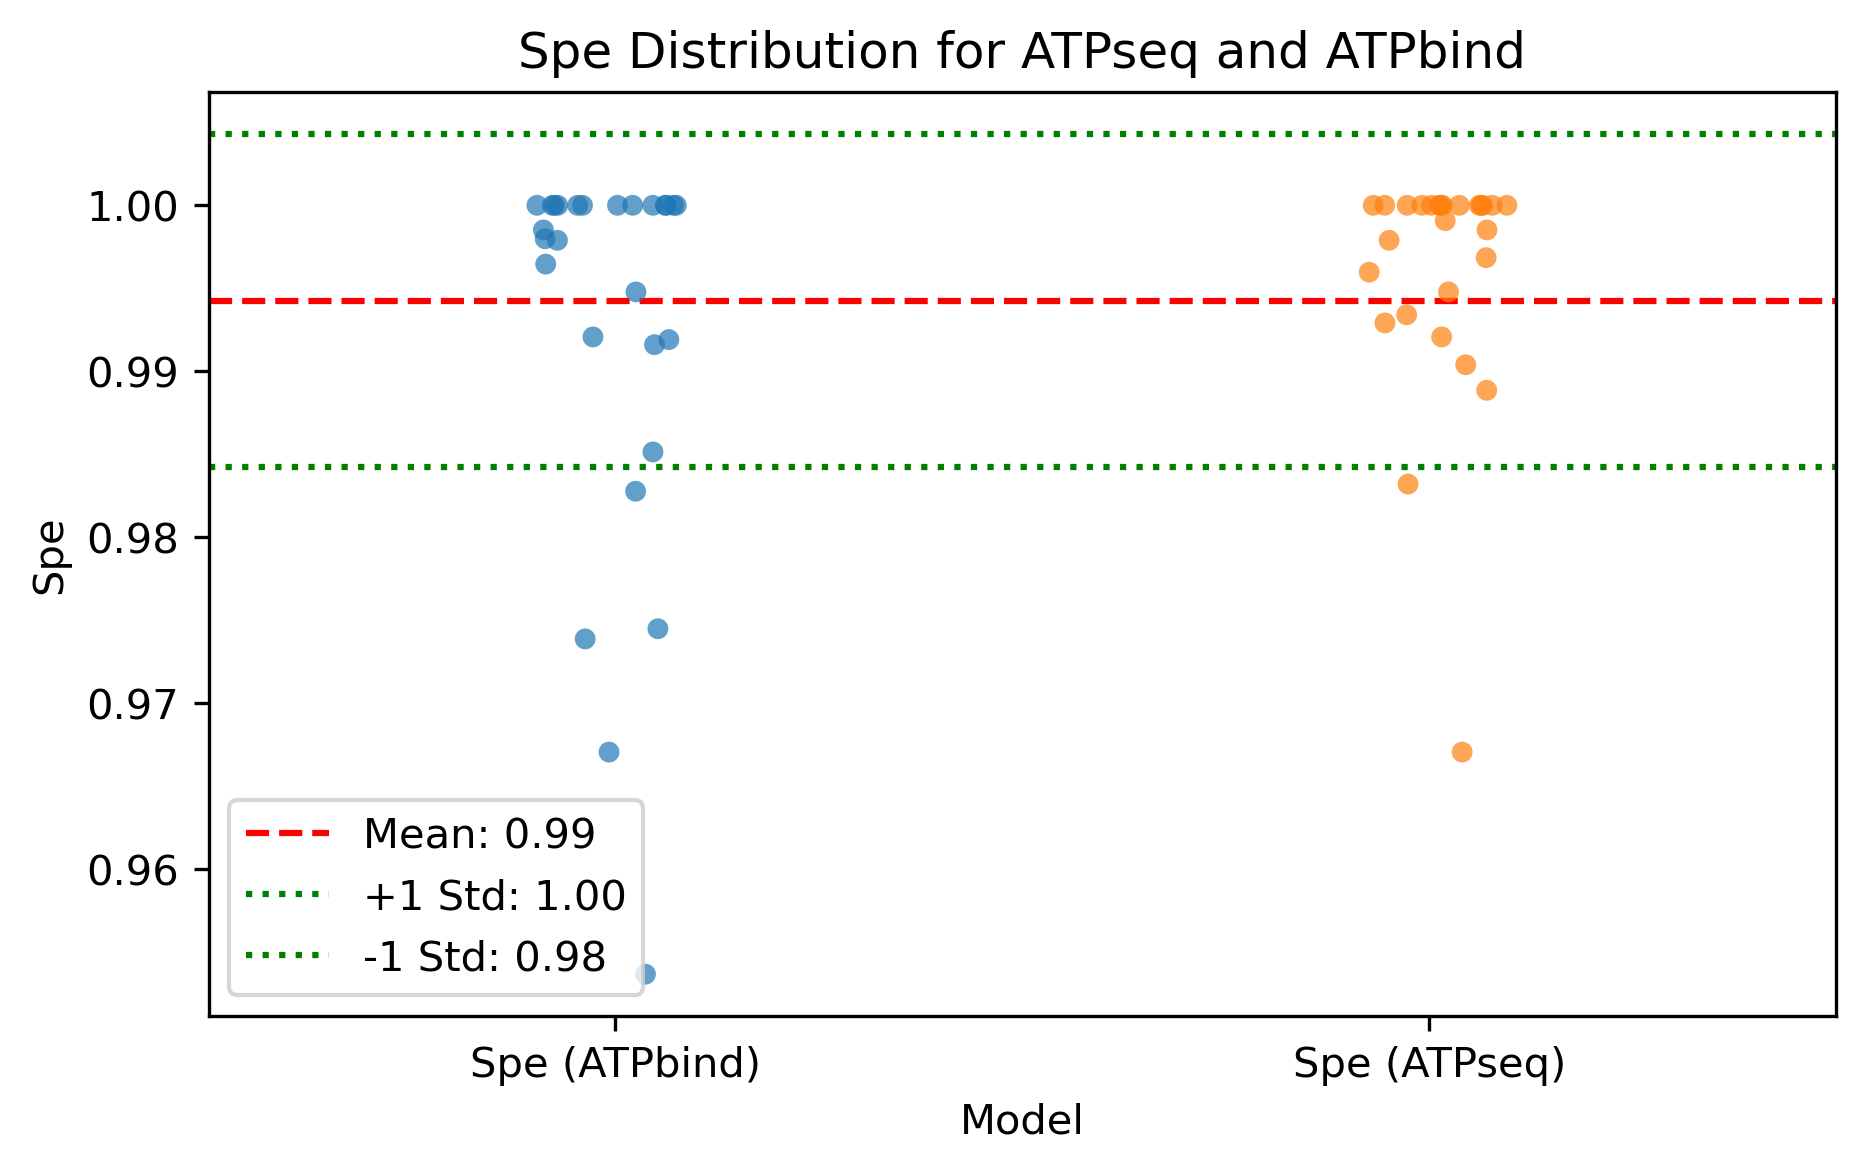 Spe Distribution for ATPseq and ATPbind
1.00
0.99
0.98
0.97
0.96
Spe
Mean: 0.99
+1 Std: 1.00
-1 Std: 0.98
Spe (ATPbind)
Spe (ATPseq)
Model